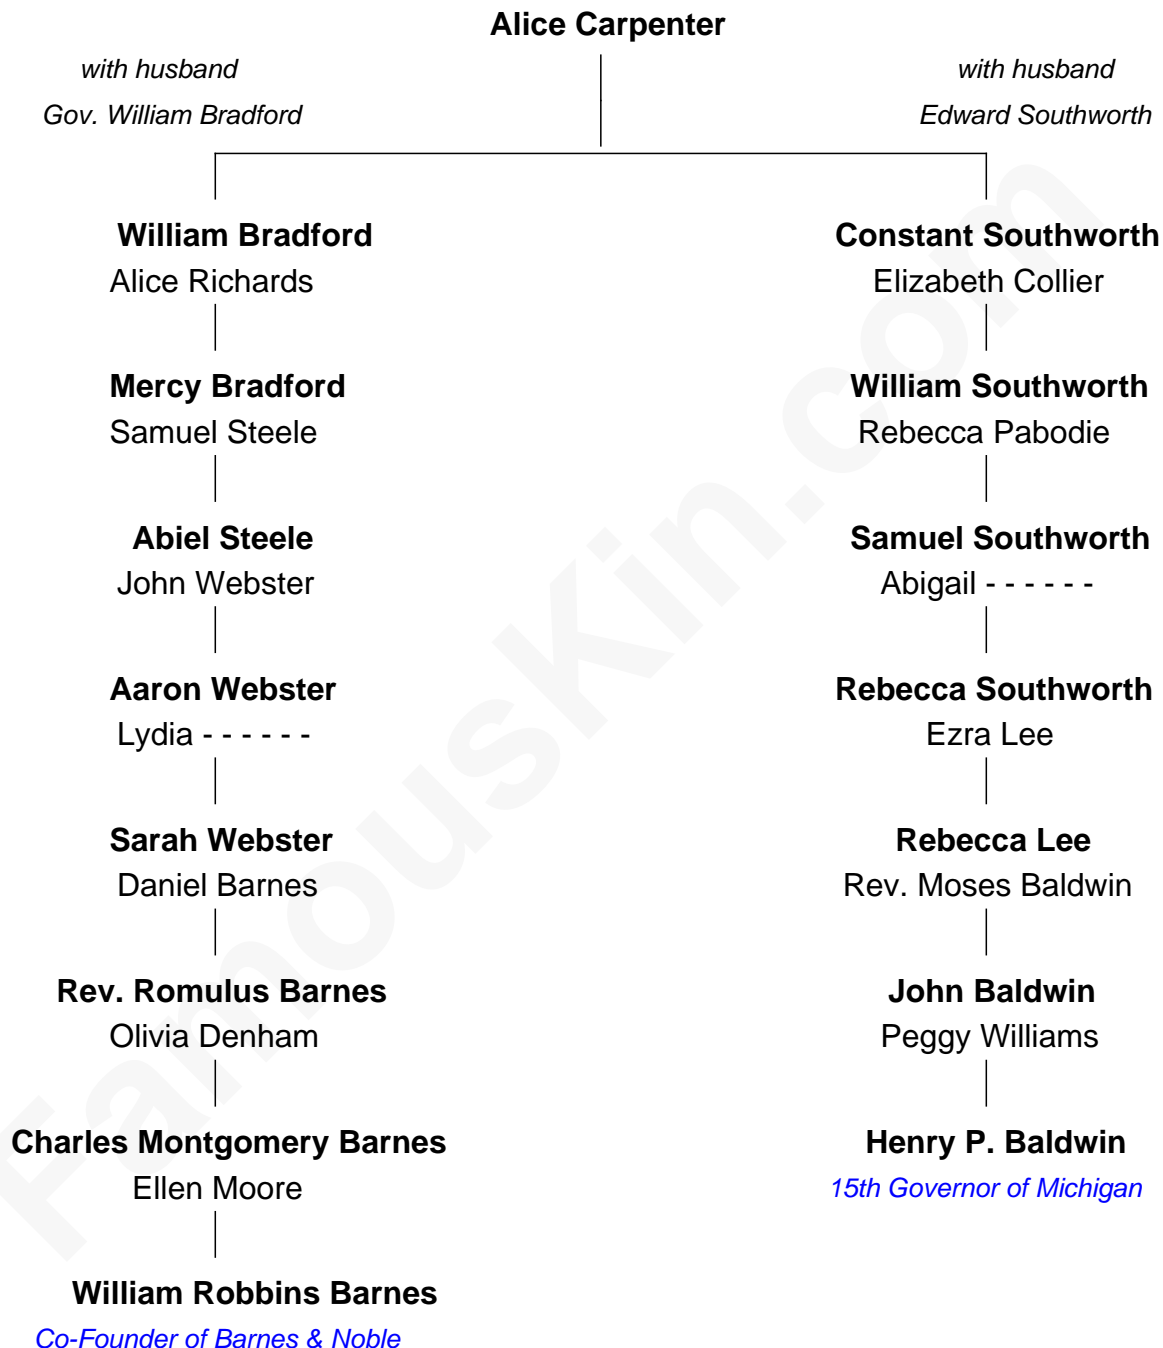 Alice Carpenter
with husband
Gov. William Bradford
with husband
Edward Southworth
William Bradford
Alice Richards
Constant Southworth
Elizabeth Collier
Mercy Bradford
Samuel Steele
William Southworth
Rebecca Pabodie
Abiel Steele
John Webster
Samuel Southworth
Abigail - - - - - -
Aaron Webster
Lydia - - - - - -
Rebecca Southworth
Ezra Lee
Sarah Webster
Daniel Barnes
Rebecca Lee
Rev. Moses Baldwin
Rev. Romulus Barnes
Olivia Denham
John Baldwin
Peggy Williams
Charles Montgomery Barnes
Ellen Moore
Henry P. Baldwin
15th Governor of Michigan
William Robbins Barnes
Co-Founder of Barnes & Noble
FamousKin.com